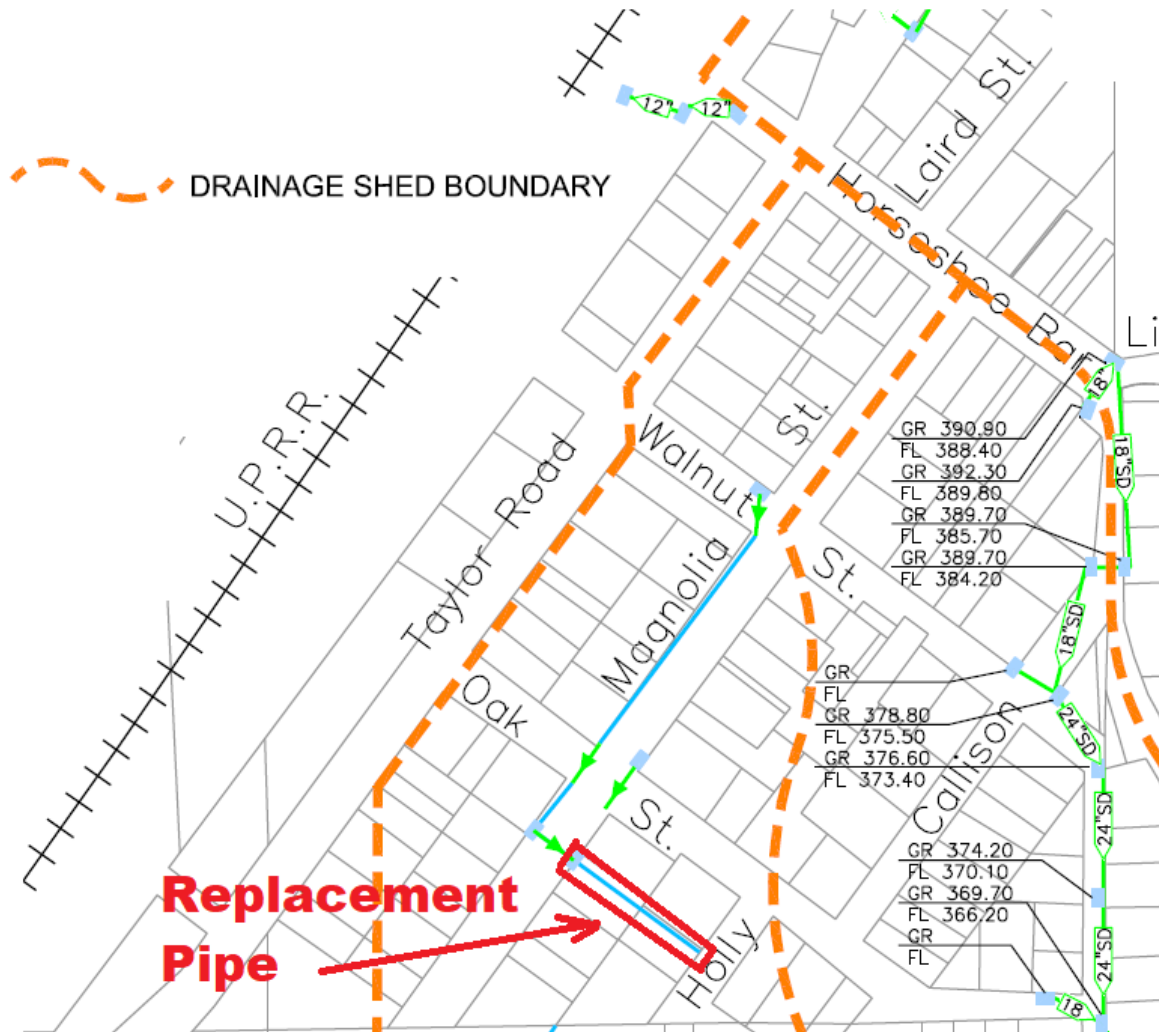 Laird St.
12"
12"
DRAINAGE SHED BOUNDARY
Horseshoe Bar
Li
18"
GR 390.90
FL 388.40
GR 392.30
FL 389.80
GR 389.70
FL 385.70
GR 389.70
FL 384.20
18"SD
U.P.R.R.
Taylor Road
Walnut
St.
Magnolia
St.
18"SD
GR
FL
GR 378.80
FL 375.50
GR 376.60
FL 373.40
24"SD
Oak
St.
Callison
24"SD
GR 374.20
FL 370.10
GR 369.70
FL 366.20
GR
FL
24"SD
18
Holly
Replacement
Pipe